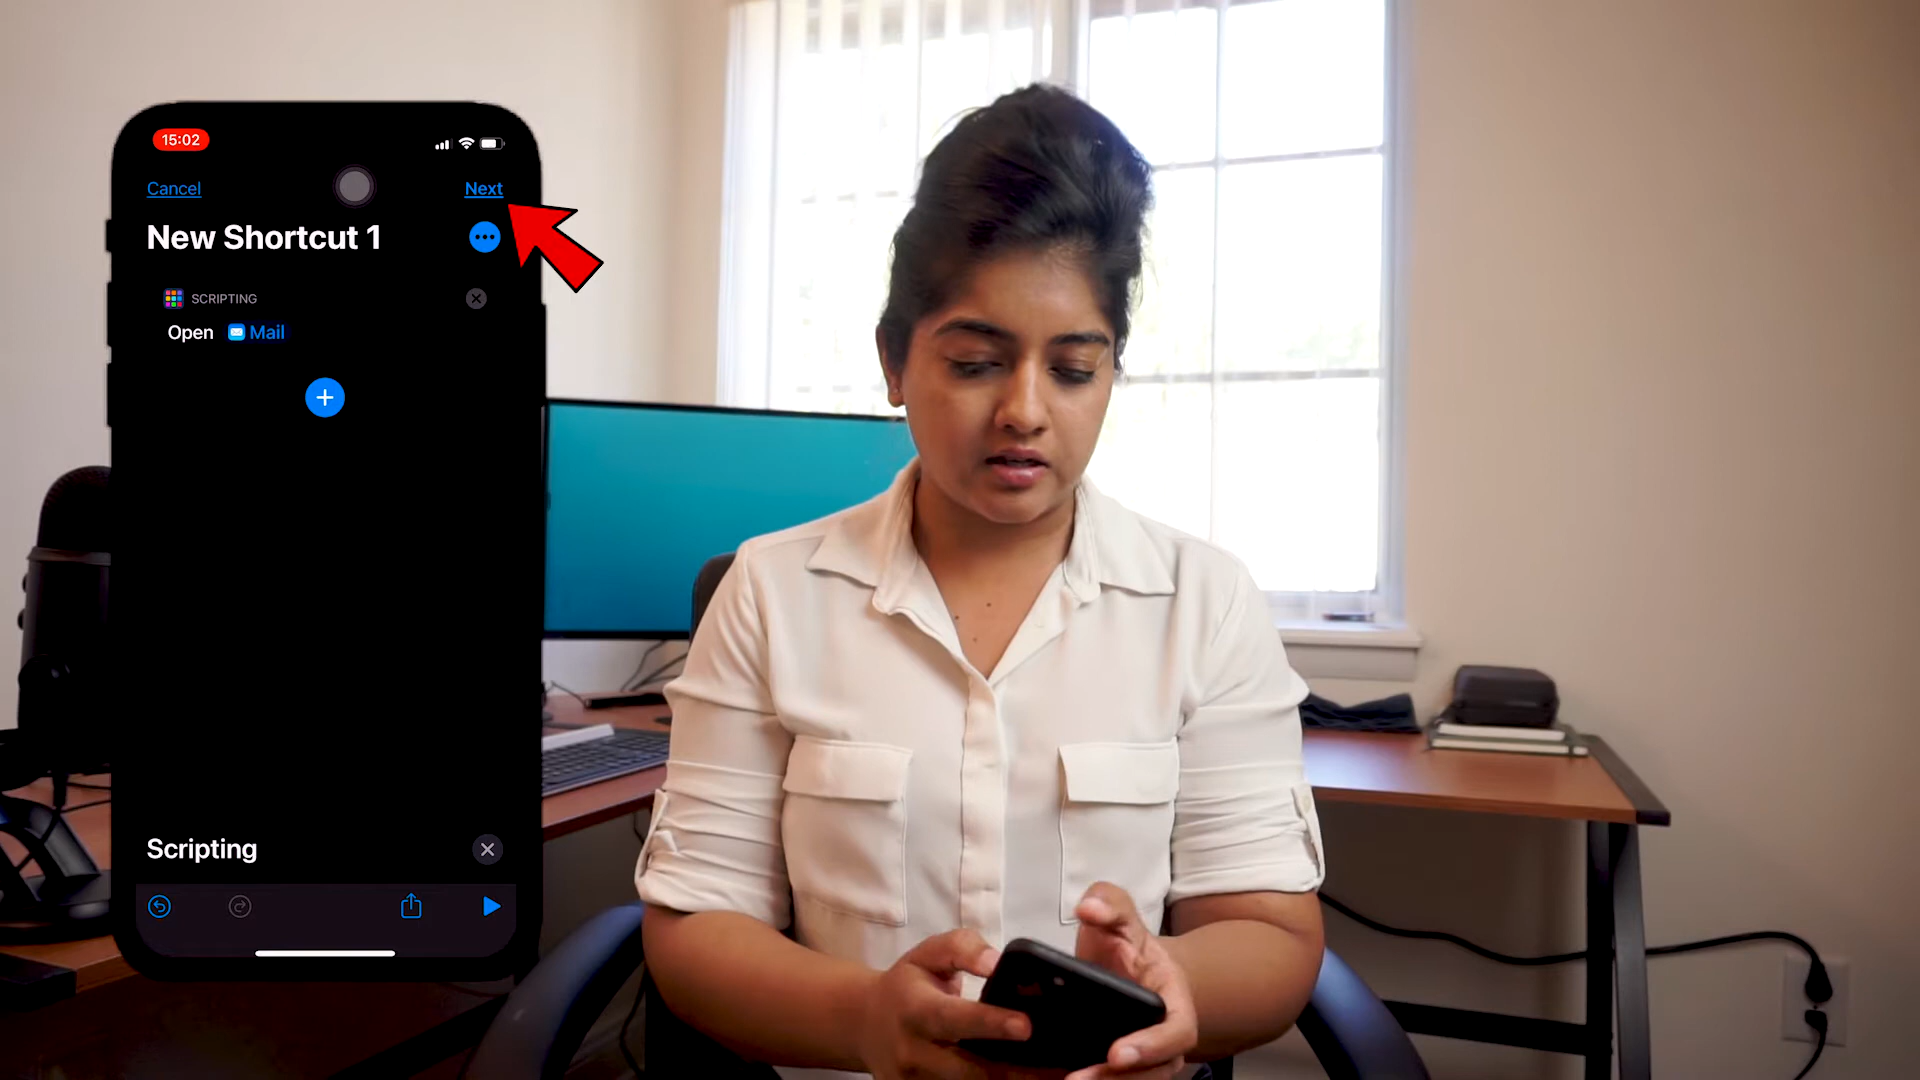 15:02
Cancel
Next
New Shortcut 1
SCRIPTING
Open Mail
Scripting